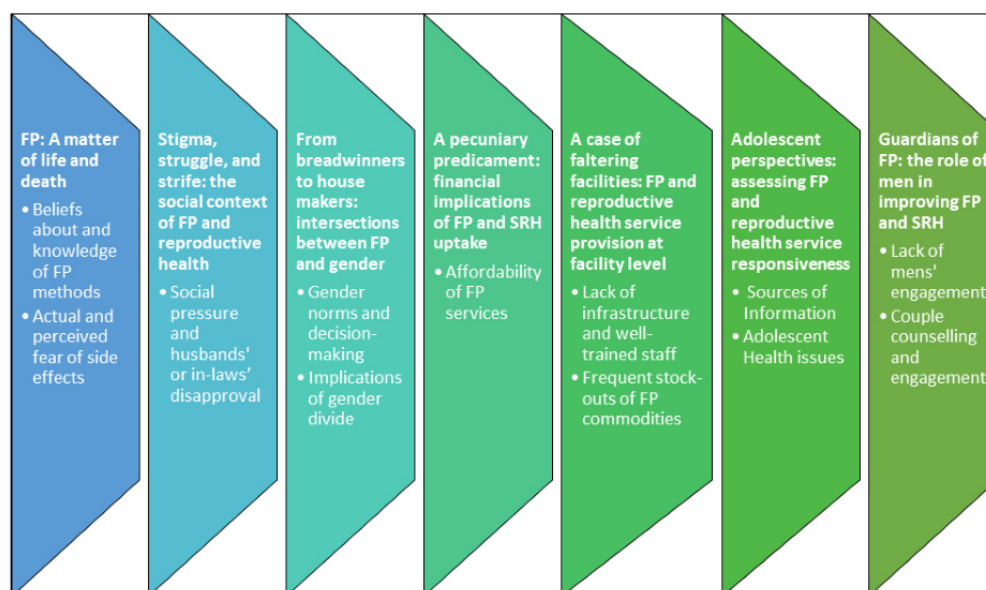 FP: A matter
of life and
death
• Beliefs
about and
knowledge
of FP
methods
• Actual and
perceived
fear of side
effects
Stigma,
struggle, and
strife: the
social context
of FP and
reproductive
health
• Social
pressure
and
husbands'
or in-laws’
disapproval
From
breadwinners
to house
makers:
intersections
between FP
and gender
• Gender
norms and
decision-
making
• Implications
of gender
divide
A pecuniary
predicament:
financial
implications
of FP and SRH
uptake
• Affordability
of FP
services
A case of
faltering
facilities: FP and
reproductive
health service
provision at
facility level
• Lack of
infrastructure
and well-
trained staff
• Frequent stock-
outs of FP
commodities
Adolescent
perspectives:
assessing FP
and
reproductive
health service
responsiveness
• Sources of
Information
• Adolescent
Health issues
Guardians of
FP: the role of
men in
improving FP
and SRH
• Lack of
mens'
engagement
• Couple
counselling
and
engagement